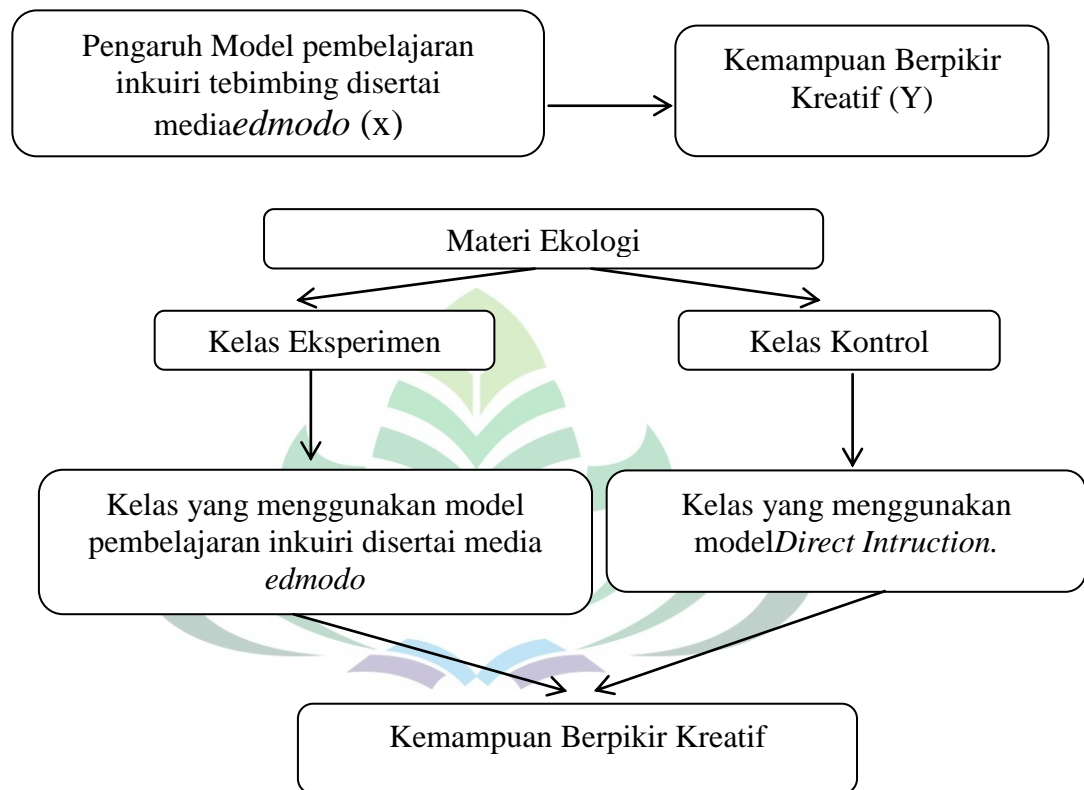 Pengaruh Model pembelajaran
inkuiri tebimbing disertai
mediaedmodo (x)
Kemampuan Berpikir
Kreatif (Y)
Materi Ekologi
Kelas Eksperimen
Kelas Kontrol
Kelas yang menggunakan model
pembelajaran inkuiri disertai media
edmodo
Kelas yang menggunakan
modelDirect Intruction.
Kemampuan Berpikir Kreatif